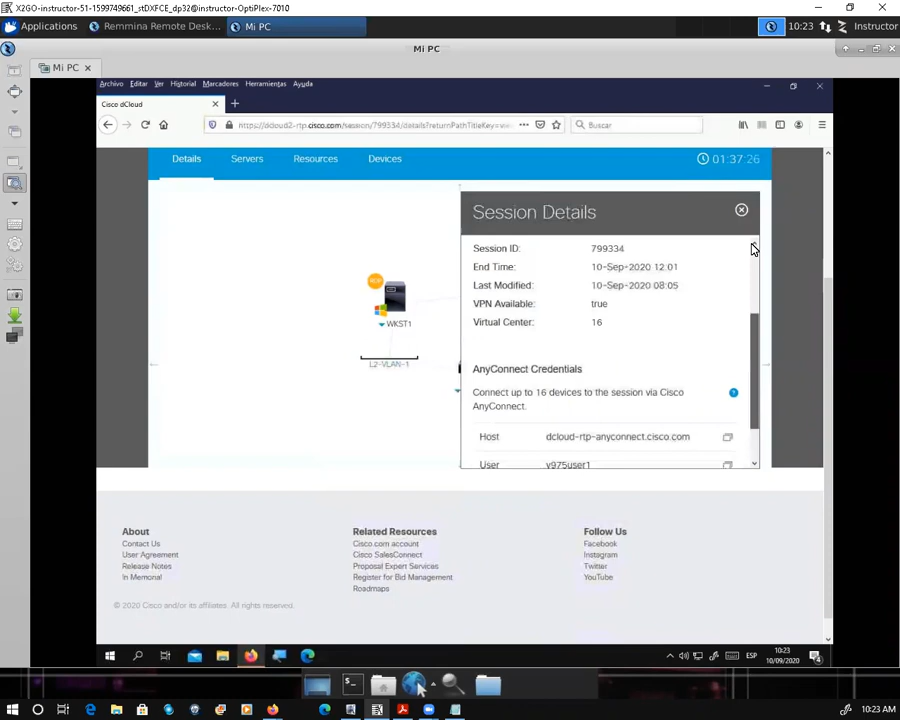 X2GO-instructor-51-1599749661_stDXFCE_dp32@instructor-OptiPlex-7010
Applications
Remmina Remote Desk...
Mi PC
10:23
Instructor
Mi PC
Mi PC
Archivo Editar Ver Historial Marcadores Herramientas Ayuda
Cisco dCloud
https://dcloud2-rtp.cisco.com/session/799334/details?returnPathTitleKey=vie
Buscar
Details Servers Resources Devices
01:37:26
Session Details
Session ID: 799334
End Time: 10-Sep-2020 12:01
Last Modified: 10-Sep-2020 08:05
VPN Available: true
Virtual Center: 16
WKST1
L2-VLAN-1
AnyConnect Credentials
Connect up to 16 devices to the session via Cisco
AnyConnect.
?
Host dcloud-rtp-anyconnect.cisco.com
User v975user1
About
Contact Us
User Agreement
Release Notes
In Memorial
Related Resources
Cisco.com account
Cisco SalesConnect
Proposal Expert Services
Register for Bid Management
Roadmaps
Follow Us
Facebook
Instagram
Twitter
YouTube
© 2020 Cisco and/or its affiliates. All rights reserved.
ESP
10:23
10/09/2020
4
10:23 AM